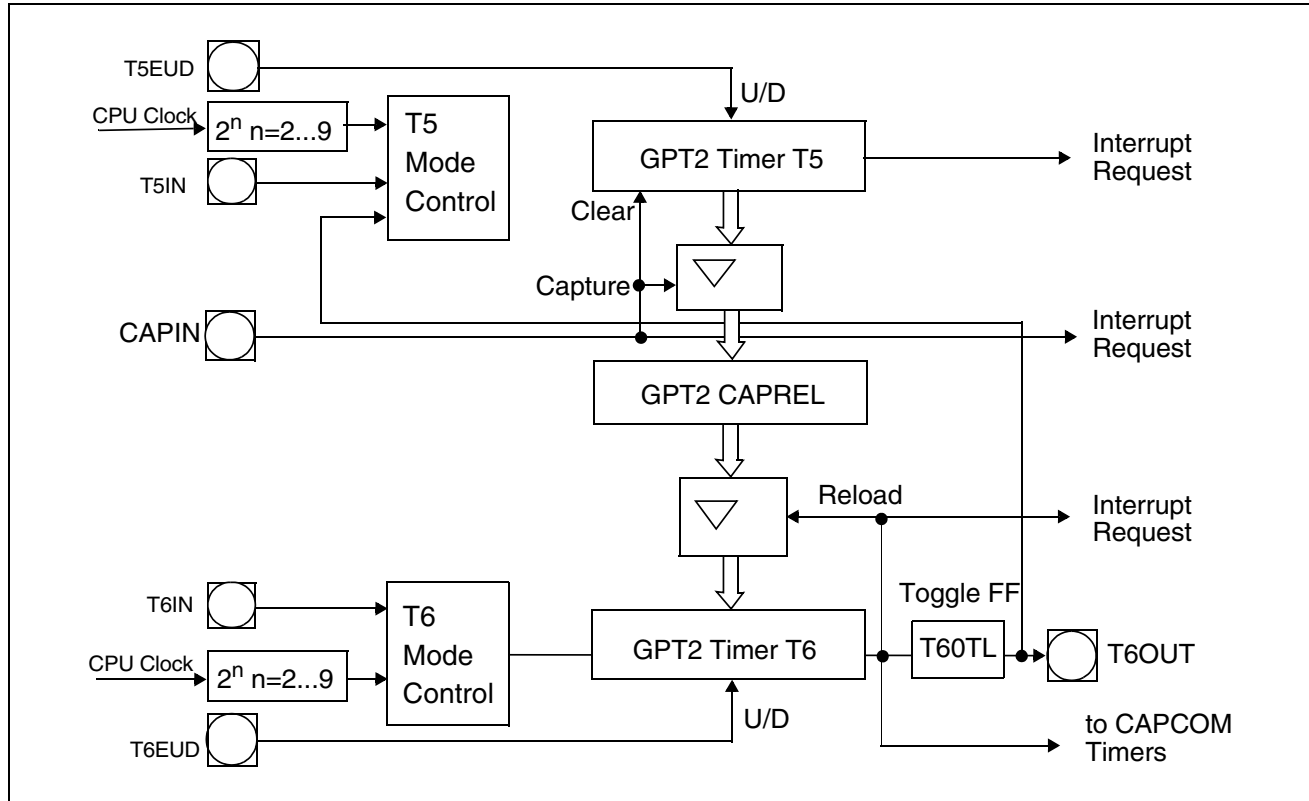 T5EUD
U/D
CPU Clock
2ⁿ n=2...9
T5
Mode
Control
GPT2 Timer T5
Interrupt
Request
T5IN
Clear
Capture
CAPIN
Interrupt
Request
GPT2 CAPREL
Reload
Interrupt
Request
T6IN
Toggle FF
T6
Mode
Control
GPT2 Timer T6
T60TL
T6OUT
CPU Clock
2ⁿ n=2...9
U/D
T6EUD
to CAPCOM
Timers